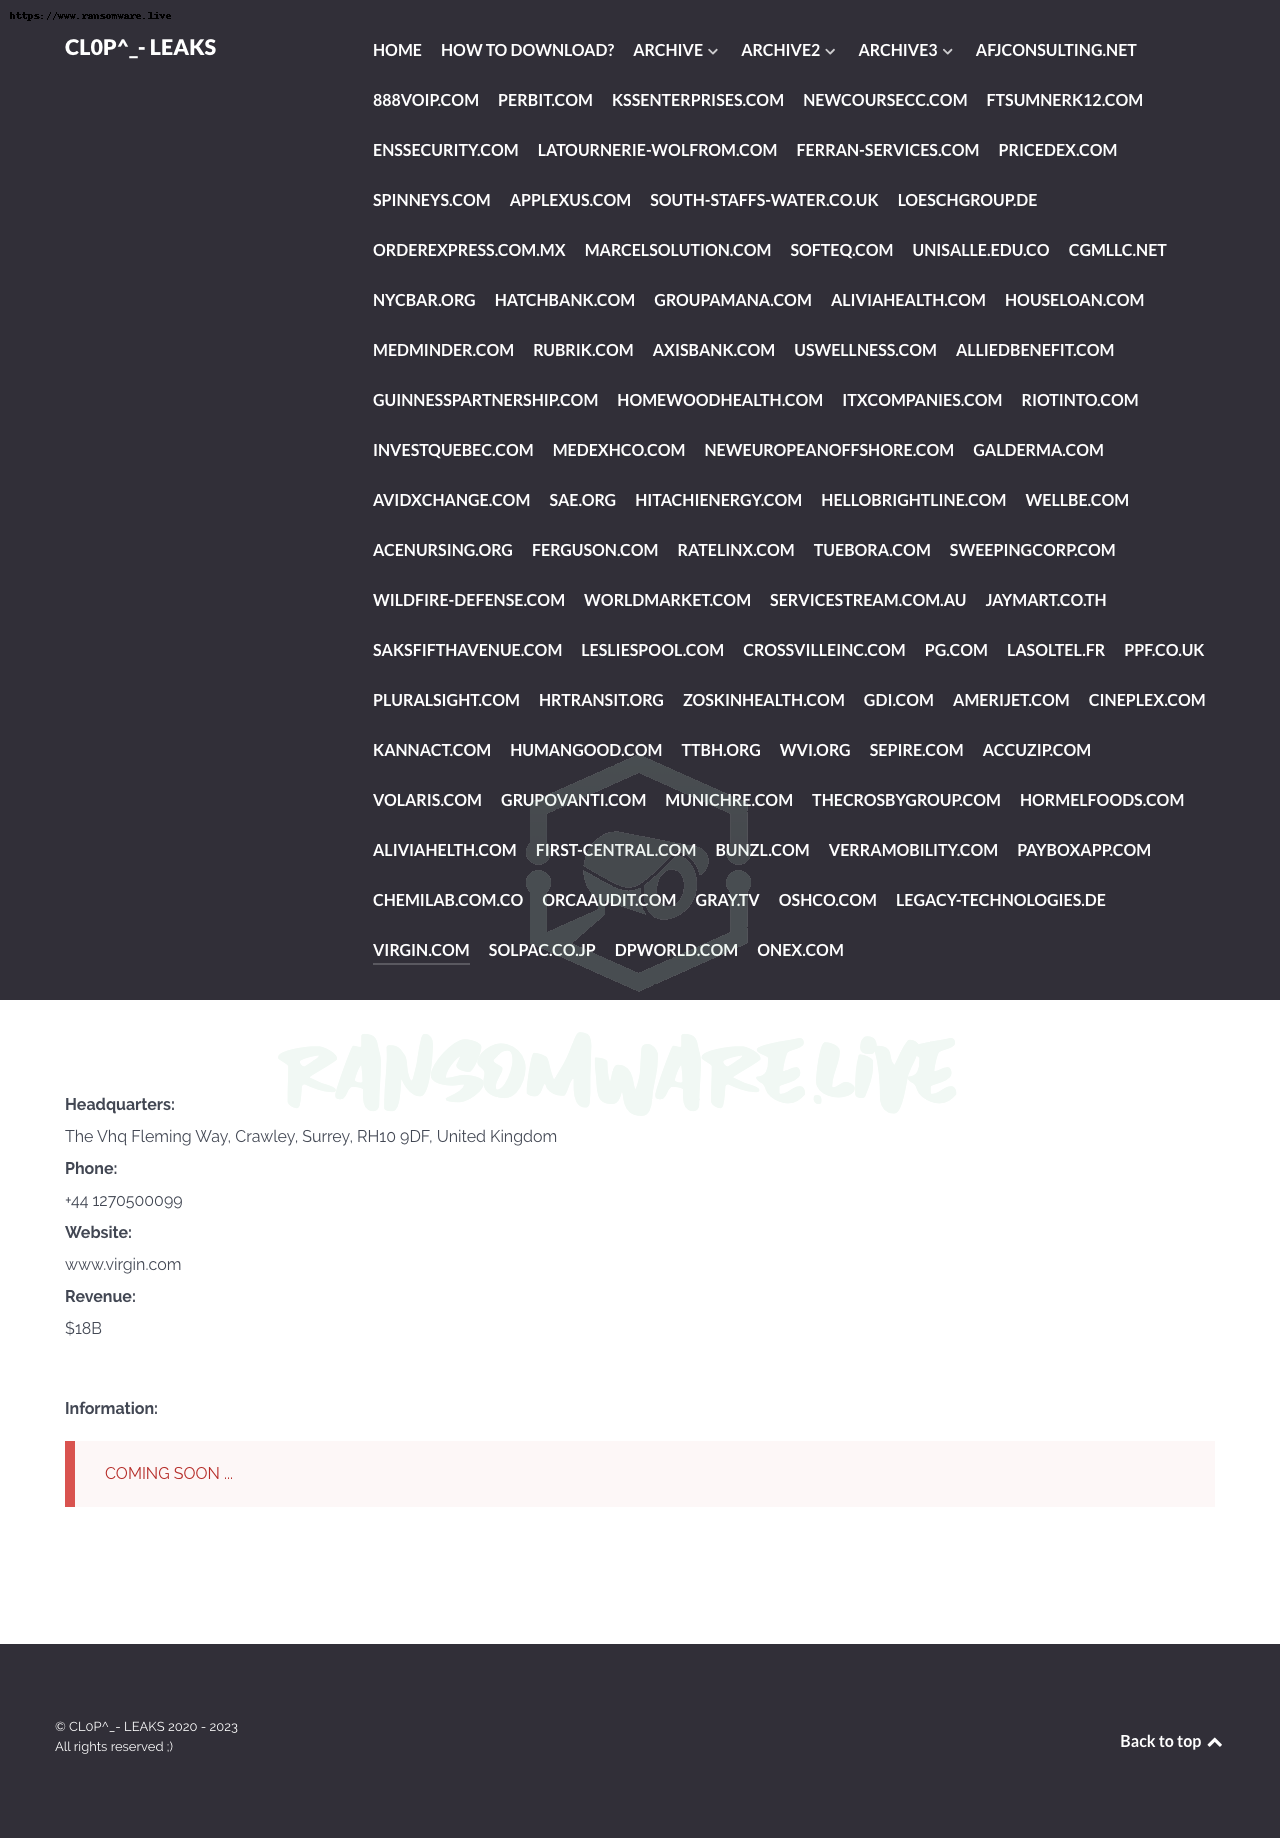 https://www.ransomware.live
CL0P^_- LEAKS
HOME HOW TO DOWNLOAD? ARCHIVE ARCHIVE2 ARCHIVE3 AFJCONSULTING.NET
888VOIP.COM PERBIT.COM KSSENTERPRISES.COM NEWCOURSECC.COM FTSUMNERK12.COM
ENSSECURITY.COM LATOURNERIE-WOLFROM.COM FERRAN-SERVICES.COM PRICEDEX.COM
SPINNEYS.COM APPLEXUS.COM SOUTH-STAFFS-WATER.CO.UK LOESCHGROUP.DE
ORDEREXPRESS.COM.MX MARCELSOLUTION.COM SOFTEQ.COM UNISALLE.EDU.CO CGMLLC.NET
NYCBAR.ORG HATCHBANK.COM GROUPAMANA.COM ALIVIAHEALTH.COM HOUSELOAN.COM
MEDMINDER.COM RUBRIK.COM AXISBANK.COM USWELLNESS.COM ALLIEDBENEFIT.COM
GUINNESSPARTNERSHIP.COM HOMEWOODHEALTH.COM ITXCOMPANIES.COM RIOTINTO.COM
INVESTQUEBEC.COM MEDEXHCO.COM NEWEUROPEANOFFSHORE.COM GALDERMA.COM
AVIDXCHANGE.COM SAE.ORG HITACHIENERGY.COM HELLOBRIGHTLINE.COM WELLBE.COM
ACENURSING.ORG FERGUSON.COM RATELINX.COM TUEBORA.COM SWEEPINGCORP.COM
WILDFIRE-DEFENSE.COM WORLDMARKET.COM SERVICESTREAM.COM.AU JAYMART.CO.TH
SAKSFIFTHAVENUE.COM LESLIESPOOL.COM CROSSVILLEINC.COM PG.COM LASOLTEL.FR PPF.CO.UK
PLURALSIGHT.COM HRTRANSIT.ORG ZOSKINHEALTH.COM GDI.COM AMERIJET.COM CINEPLEX.COM
KANNACT.COM HUMANGOOD.COM TTBH.ORG WVI.ORG SEPIRE.COM ACCUZIP.COM
VOLARIS.COM GRUPOVANTI.COM MUNICHRE.COM THECROSBYGROUP.COM HORMELFOODS.COM
ALIVIAHELTH.COM FIRST-CENTRAL.COM BUNZL.COM VERRAMOBILITY.COM PAYBOXAPP.COM
CHEMILAB.COM.CO ORCAAUDIT.COM GRAY.TV OSHCO.COM LEGACY-TECHNOLOGIES.DE
VIRGIN.COM SOLPAC.CO.JP DPWORLD.COM ONEX.COM
RANSOMWARE.LiVE
Headquarters:
The Vhq Fleming Way, Crawley, Surrey, RH10 9DF, United Kingdom
Phone:
+44 1270500099
Website:
www.virgin.com
Revenue:
$18B
Information:
COMING SOON ...
© CL0P^_- LEAKS 2020 - 2023
All rights reserved ;)
Back to top